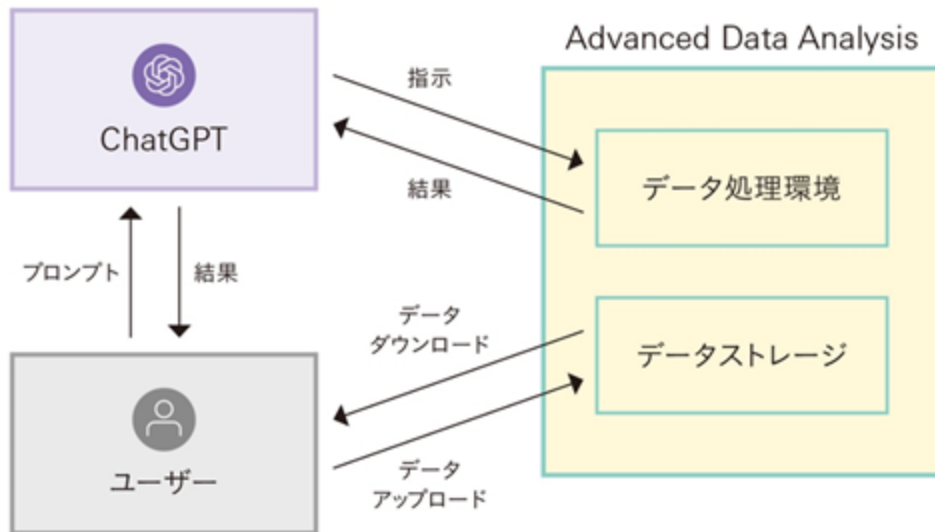 Advanced Data Analysis
ChatGPT
指示
結果
データ処理環境
プロンプト
結果
データ
ダウンロード
データストレージ
ユーザー
データ
アップロード